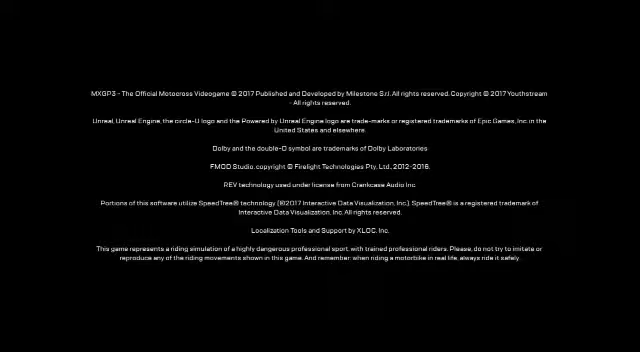 MXGP3 - The Official Motocross Videogame © 2017 Published and Developed by Milestone S.r.l. All rights reserved. Copyright © 2017 Youthstream
- All rights reserved.
Unreal, Unreal Engine, the circle-U logo and the Powered by Unreal Engine logo are trade-marks or registered trademarks of Epic Games, Inc. in the
United States and elsewhere.
Dolby and the double-D symbol are trademarks of Dolby Laboratories
FMOD Studio, copyright © Firelight Technologies Pty, Ltd., 2012-2016.
REV technology used under license from Crankcase Audio Inc.
Portions of this software utilize SpeedTree® technology (©2017 Interactive Data Visualization, Inc.). SpeedTree® is a registered trademark of
Interactive Data Visualization, Inc. All rights reserved.
Localization Tools and Support by XLOC, Inc.
This game represents a riding simulation of a highly dangerous professional sport, with trained professional riders. Please, do not try to imitate or
reproduce any of the riding movements shown in this game. And remember: when riding a motorbike in real life, always ride it safely.